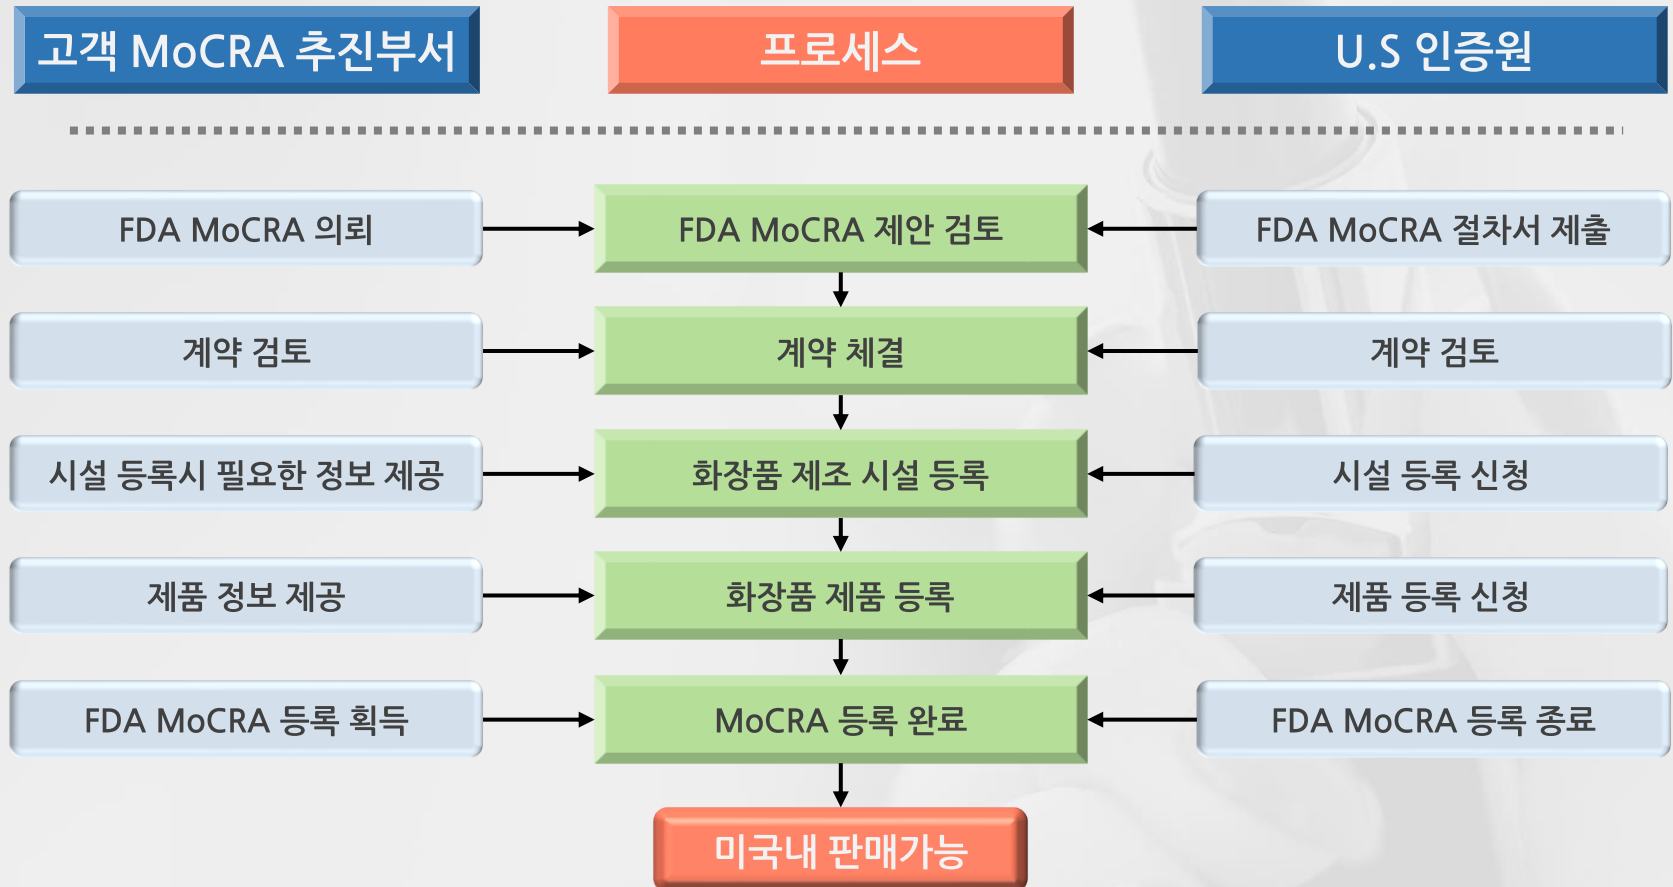 고객 MoCRA 추진부서
프로세스
U.S 인증원
FDA MoCRA 의뢰
FDA MoCRA 제안 검토
FDA MoCRA 절차서 제출
계약 검토
계약 체결
계약 검토
시설 등록시 필요한 정보 제공
화장품 제조 시설 등록
시설 등록 신청
제품 정보 제공
화장품 제품 등록
제품 등록 신청
FDA MoCRA 등록 획득
MoCRA 등록 완료
FDA MoCRA 등록 종료
미국내 판매가능